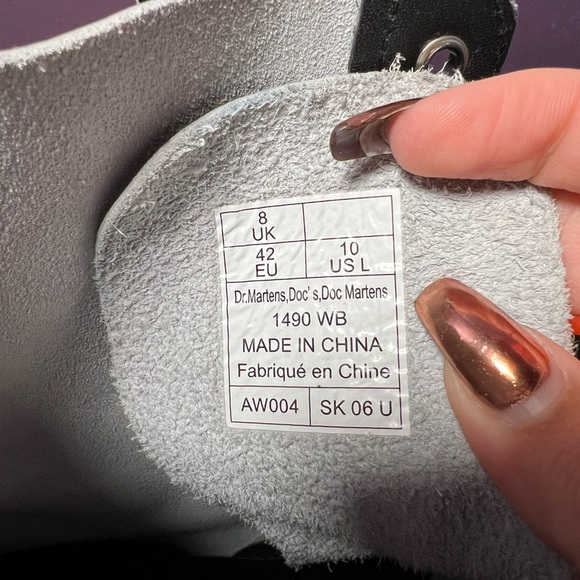 8
UK
42
EU
10
US L
Dr.Martens,Doc's,Doc Martens
1490 WB
MADE IN CHINA
Fabriqué en Chine
AW004
SK 06 U